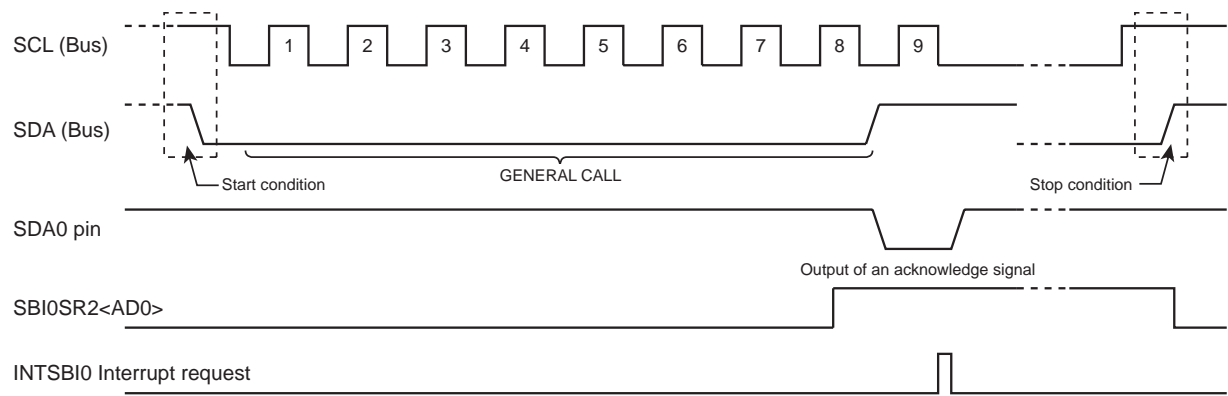 SCL (Bus)
1 2 3 4 5 6 7 8 9
SDA (Bus)
Start condition
GENERAL CALL
Stop condition
SDA0 pin
Output of an acknowledge signal
SBI0SR2<AD0>
INTSBI0 Interrupt request